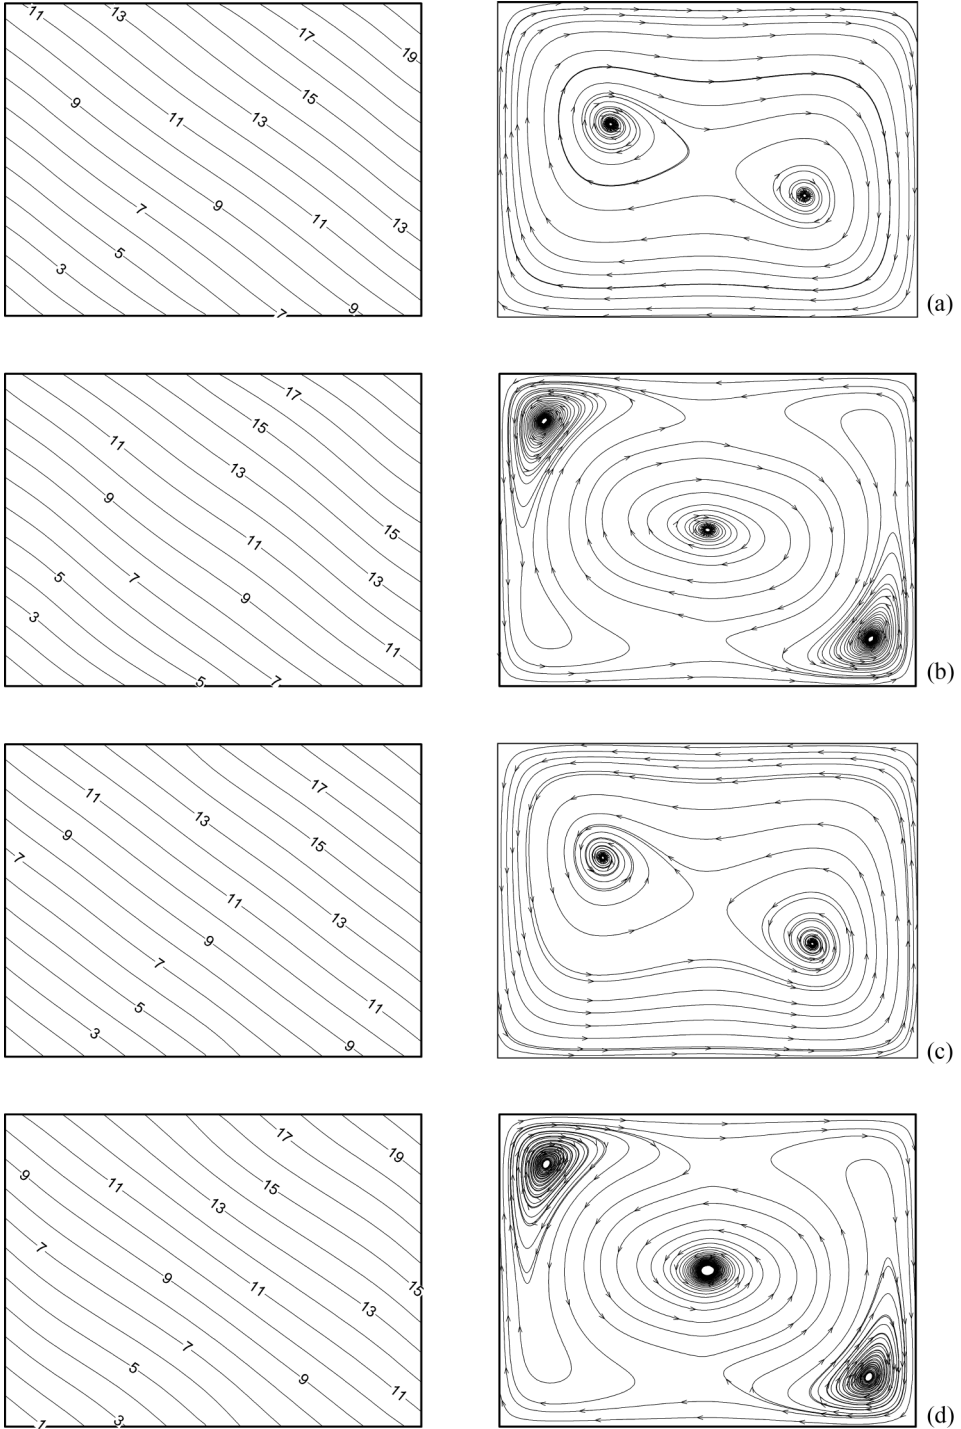 11 13 17 19
9 11 13 15
7 9 11 13
3 5 7 9
(a)
17
11 13 15
9 11 15
5 7 9 13
3 11
5 7
(b)
17
11 13 15
7 9 11 13
7 9
3 5 11
9
(c)
17 19
9 11 13 15
7 9 11 13 15
5 7 9 11
1 3
(d)